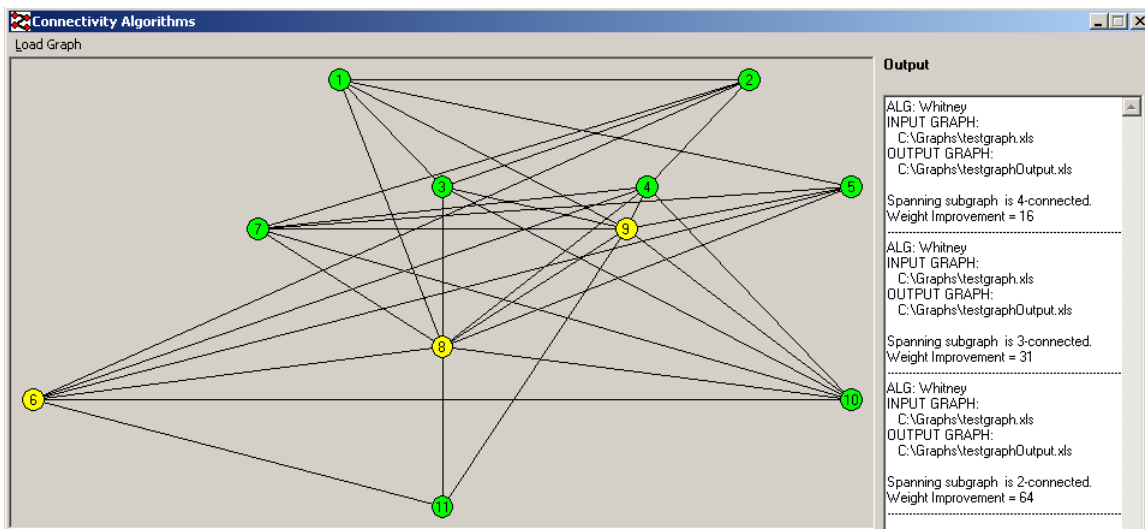 Connectivity Algorithms
Load Graph
1
2
3
4
5
7
9
8
6
10
11
Output
ALG: Whitney
INPUT GRAPH:
C:\Graphs\testgraph.xls
OUTPUT GRAPH:
C:\Graphs\testgraphOutput.xls
Spanning subgraph is 4-connected.
Weight Improvement = 16
ALG: Whitney
INPUT GRAPH:
C:\Graphs\testgraph.xls
OUTPUT GRAPH:
C:\Graphs\testgraphOutput.xls
Spanning subgraph is 3-connected.
Weight Improvement = 31
ALG: Whitney
INPUT GRAPH:
C:\Graphs\testgraph.xls
OUTPUT GRAPH:
C:\Graphs\testgraphOutput.xls
Spanning subgraph is 2-connected.
Weight Improvement = 64